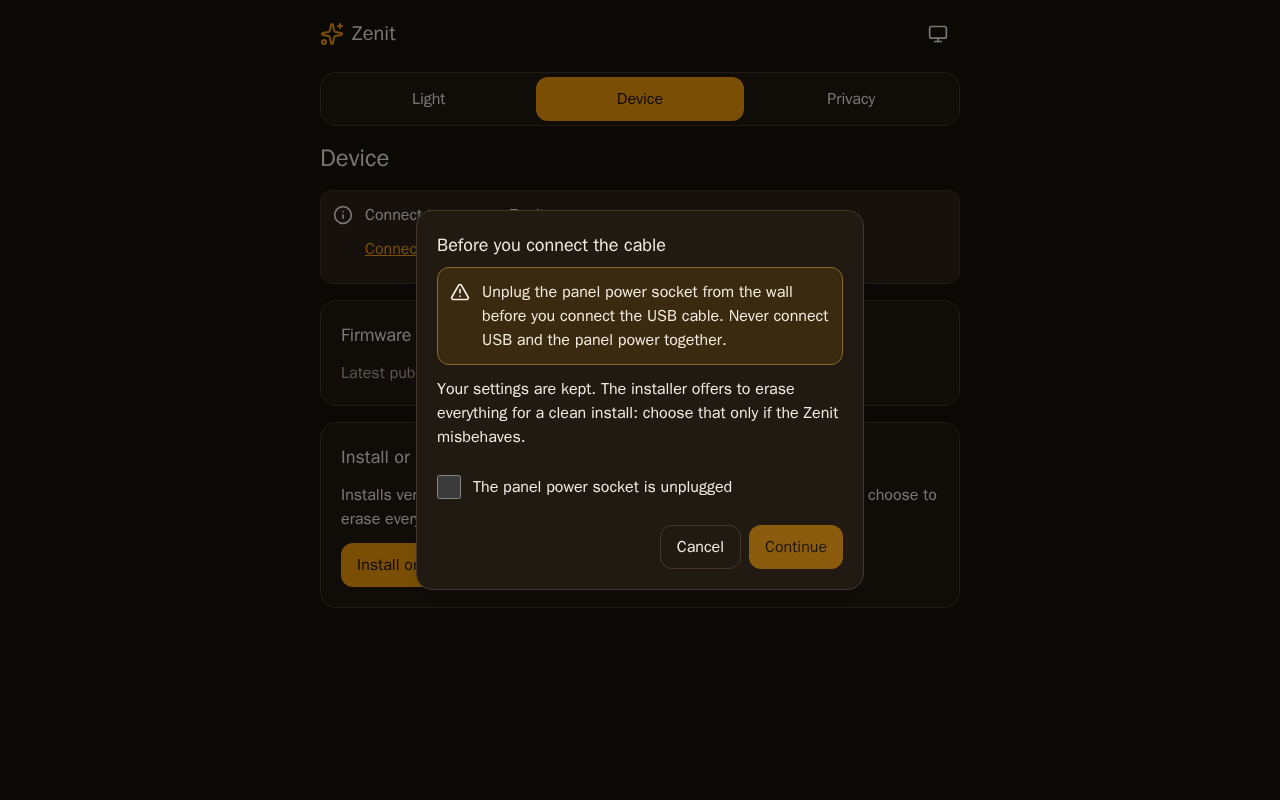 Zenit
Light
Device
Privacy
Device
Connect
Connec
Before you connect the cable
Unplug the panel power socket from the wall
before you connect the USB cable. Never connect
USB and the panel power together.
Firmware
Latest pub
Your settings are kept. The installer offers to erase
everything for a clean install: choose that only if the Zenit
misbehaves.
Install or
Installs ver
choose to
erase every
The panel power socket is unplugged
Install or
Cancel
Continue